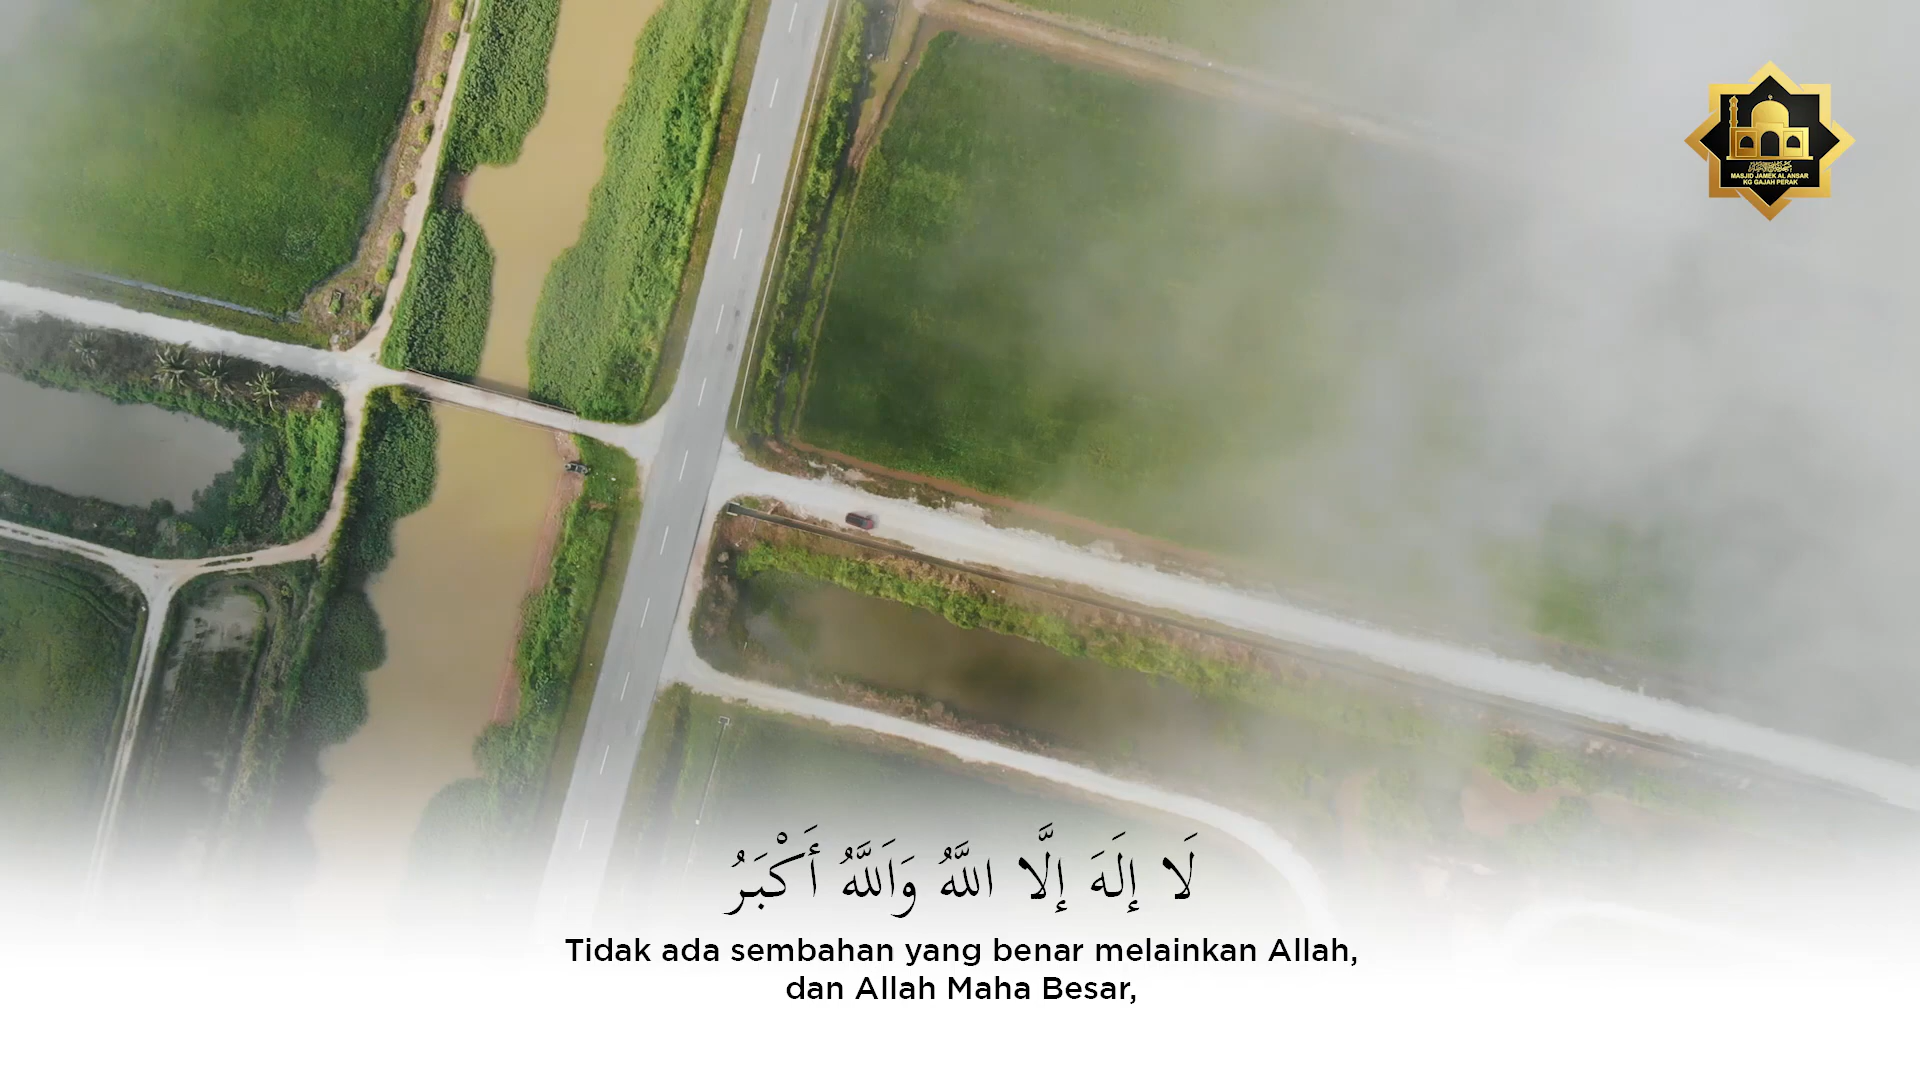 MASJID JAMEK AL ANSAR
KG GAJAH PERAK
لَا إِلَهَ إِلَّا اللَّهُ وَاَللَّهُ أَكْبَرُ
Tidak ada sembahan yang benar melainkan Allah,
dan Allah Maha Besar,